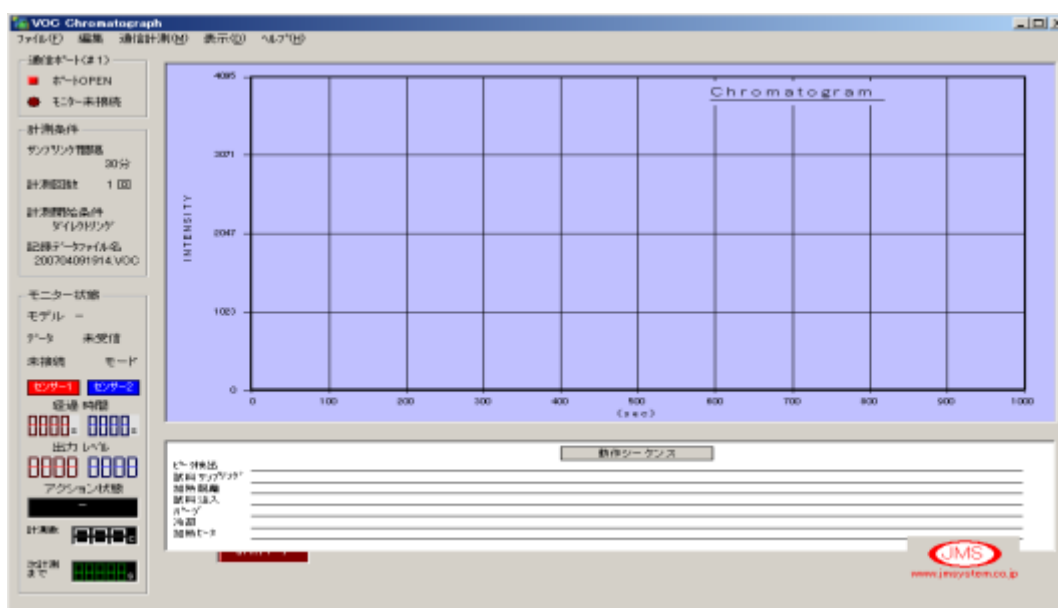 VOC Chromatograph
ファイル(F) 編集 通信計測(M) 表示(D) ヘルプ(H)
通信ポート(#1)
ポートOPEN
モニター未接続
計測条件
サンプリング間隔
30分
計測回数 1回
計測開始条件
ダイレクトリング
記録データファイル名
200704091914.VOC
モニター状態
モデル -
データ 未受信
未接続 モード
センサー1 センサー2
経過時間
出力レベル
アクション状態
-
計測数
次計測
まで
Chromatogram
INTENSITY
4095
3071
2047
1023
0
0 100 200 300 400 500 600 700 800 900 1000
(sec)
動作シーケンス
ピーク検出
試料サンプリング
加熱脱離
試料注入
パージ
冷却
加熱ヒータ
JMS
www.jmsystem.co.jp